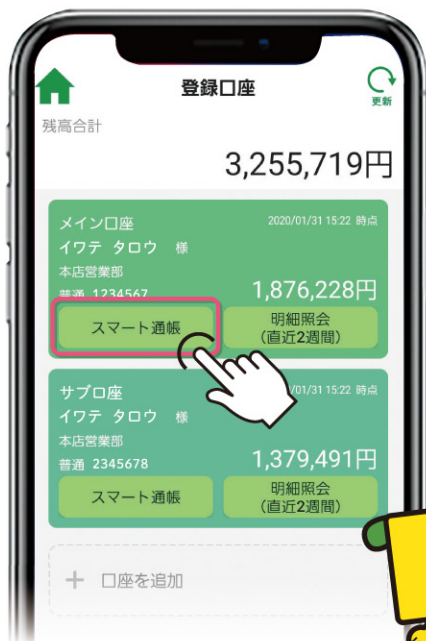 登録口座
更新
残高合計
3,255,719円
メイン口座
2020/01/31 15:22 時点
イワテ タロウ 様
本店営業部
普通 1234567
1,876,228円
スマート通帳
明細照会
(直近2週間)
サブ口座
/01/31 15:22 時点
イワテ タロウ 様
本店営業部
普通 2345678
1,379,491円
スマート通帳
明細照会
(直近2週間)
+ 口座を追加